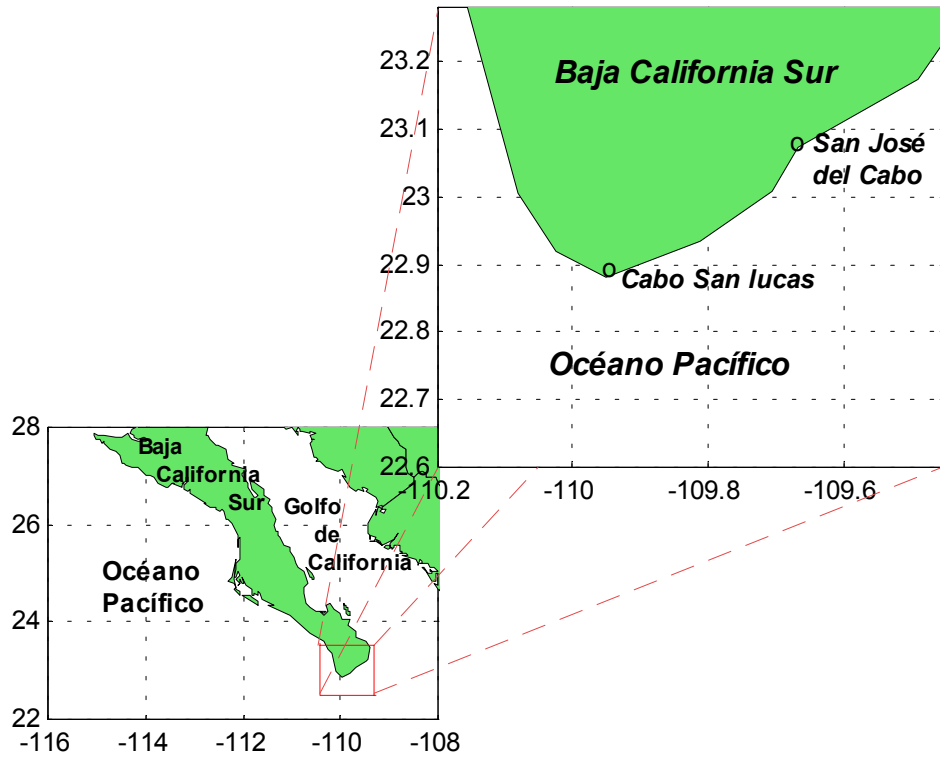 23.2
Baja California Sur
23.1
San José
del Cabo
23
22.9
Cabo San lucas
22.8
Océano Pacífico
22.7
22.6
-110.2
-110
-109.8
-109.6
28
Baja
California
Sur
Golfo
de
California
26
Océano
Pacífico
24
22
-116
-114
-112
-110
-108